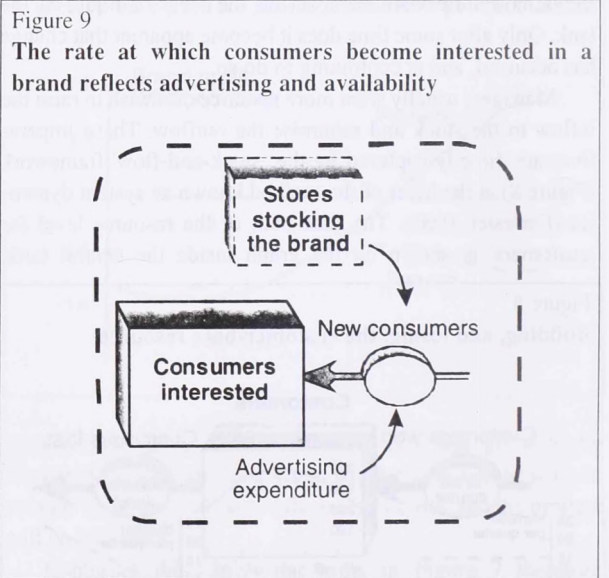 Figure 9
The rate at which consumers become interested in a
brand reflects advertising and availability
Stores
stocking
the brand
New consumers
Consumers
interested
Advertising
expenditure